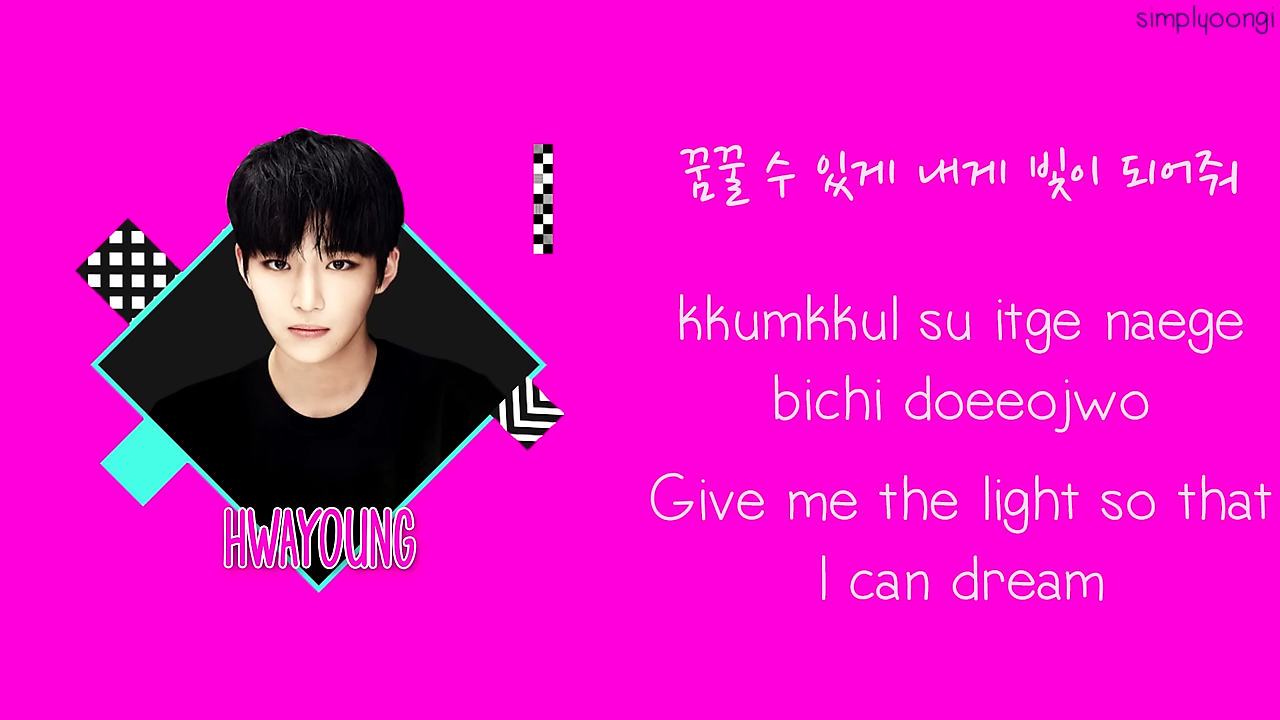 simplyoongi
꿈꿀 수 있게 내게 빛이 되어줘
kkumkkul su itge naege
bichi doeeojwo
Give me the light so that
I can dream
HWAYOUNG